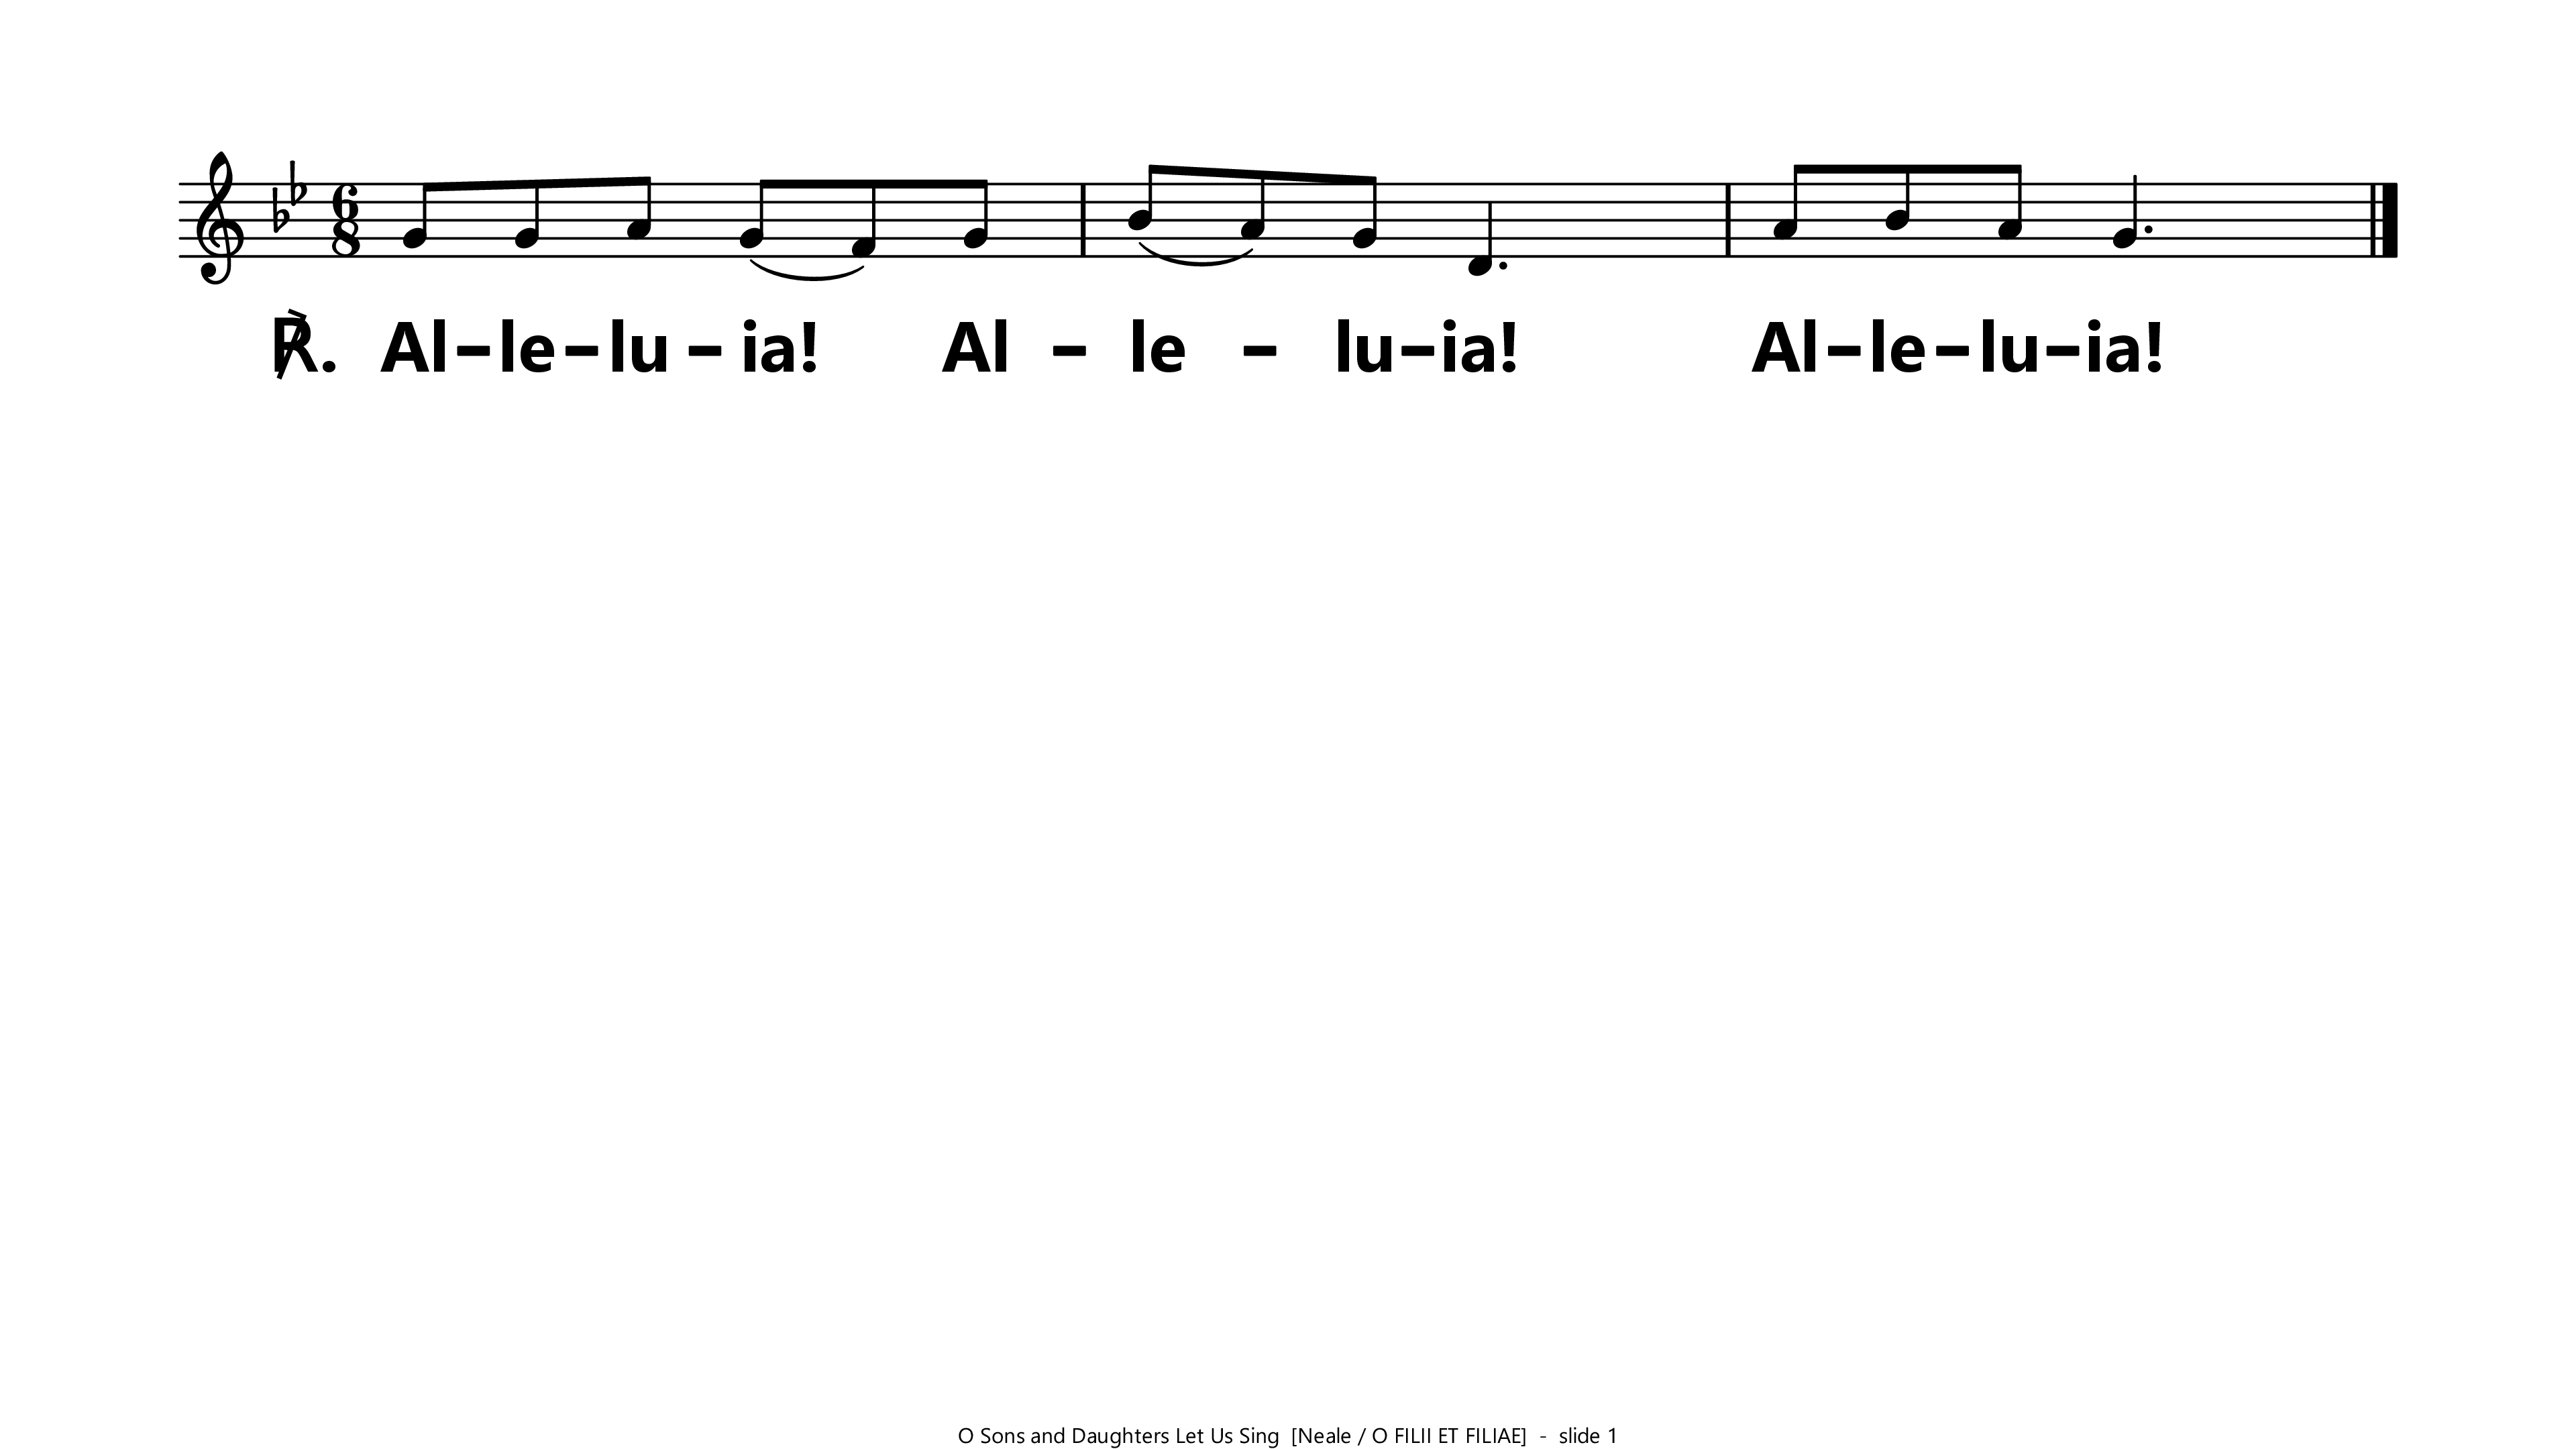 ℟. Al–le–lu – ia! Al – le – lu–ia! Al–le–lu–ia!
O Sons and Daughters Let Us Sing [Neale / O FILII ET FILIAE] - slide 1